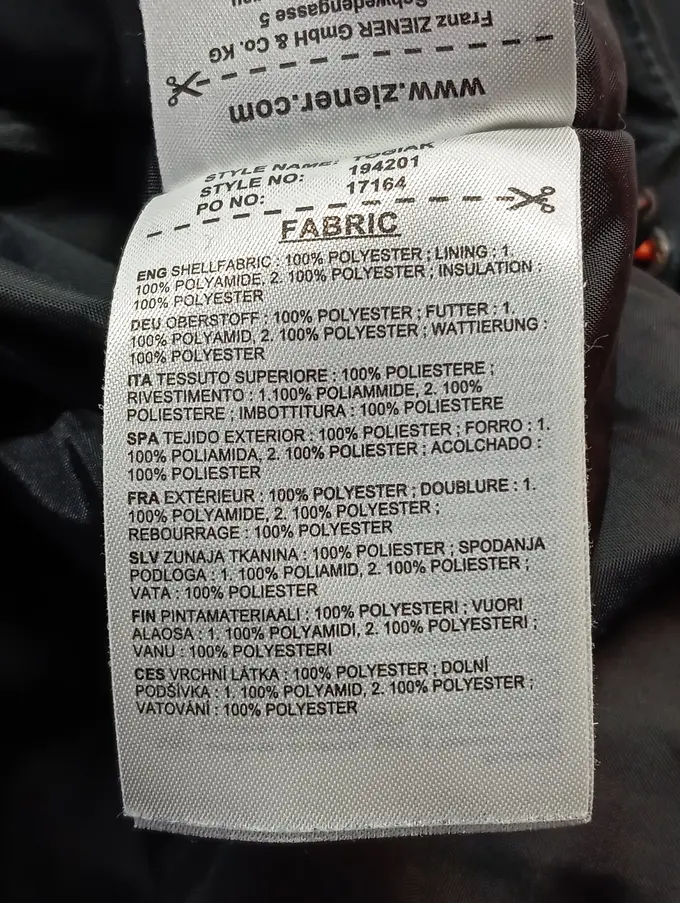 Schwedengasse 5
Franz ZIENER GmbH & Co. KG
www.ziener.com
STYLE NAME: TOGIAK
STYLE NO: 194201
PO NO: 17164
FABRIC
ENG SHELLFABRIC : 100% POLYESTER ; LINING : 1.
100% POLYAMIDE, 2. 100% POLYESTER ; INSULATION :
100% POLYESTER
DEU OBERSTOFF : 100% POLYESTER ; FUTTER : 1.
100% POLYAMID, 2. 100% POLYESTER ; WATTIERUNG :
100% POLYESTER
ITA TESSUTO SUPERIORE : 100% POLIESTERE ;
RIVESTIMENTO : 1.100% POLIAMMIDE, 2. 100%
POLIESTERE ; IMBOTTITURA : 100% POLIESTERE
SPA TEJIDO EXTERIOR : 100% POLIESTER ; FORRO : 1.
100% POLIAMIDA, 2. 100% POLIESTER ; ACOLCHADO :
100% POLIESTER
FRA EXTÉRIEUR : 100% POLYESTER ; DOUBLURE : 1.
100% POLYAMIDE, 2. 100% POLYESTER ;
REBOURRAGE : 100% POLYESTER
SLV ZUNAJA TKANINA : 100% POLIESTER ; SPODANJA
PODLOGA : 1. 100% POLIAMID, 2. 100% POLIESTER ;
VATA : 100% POLIESTER
FIN PINTAMATERIAALI : 100% POLYESTERI ; VUORI
ALAOSA : 1. 100% POLYAMIDI, 2. 100% POLYESTERI ;
VANU : 100% POLYESTERI
CES VRCHNÍ LÁTKA : 100% POLYESTER ; DOLNÍ
PODŠÍVKA : 1. 100% POLYAMID, 2. 100% POLYESTER ;
VATOVÁNÍ : 100% POLYESTER